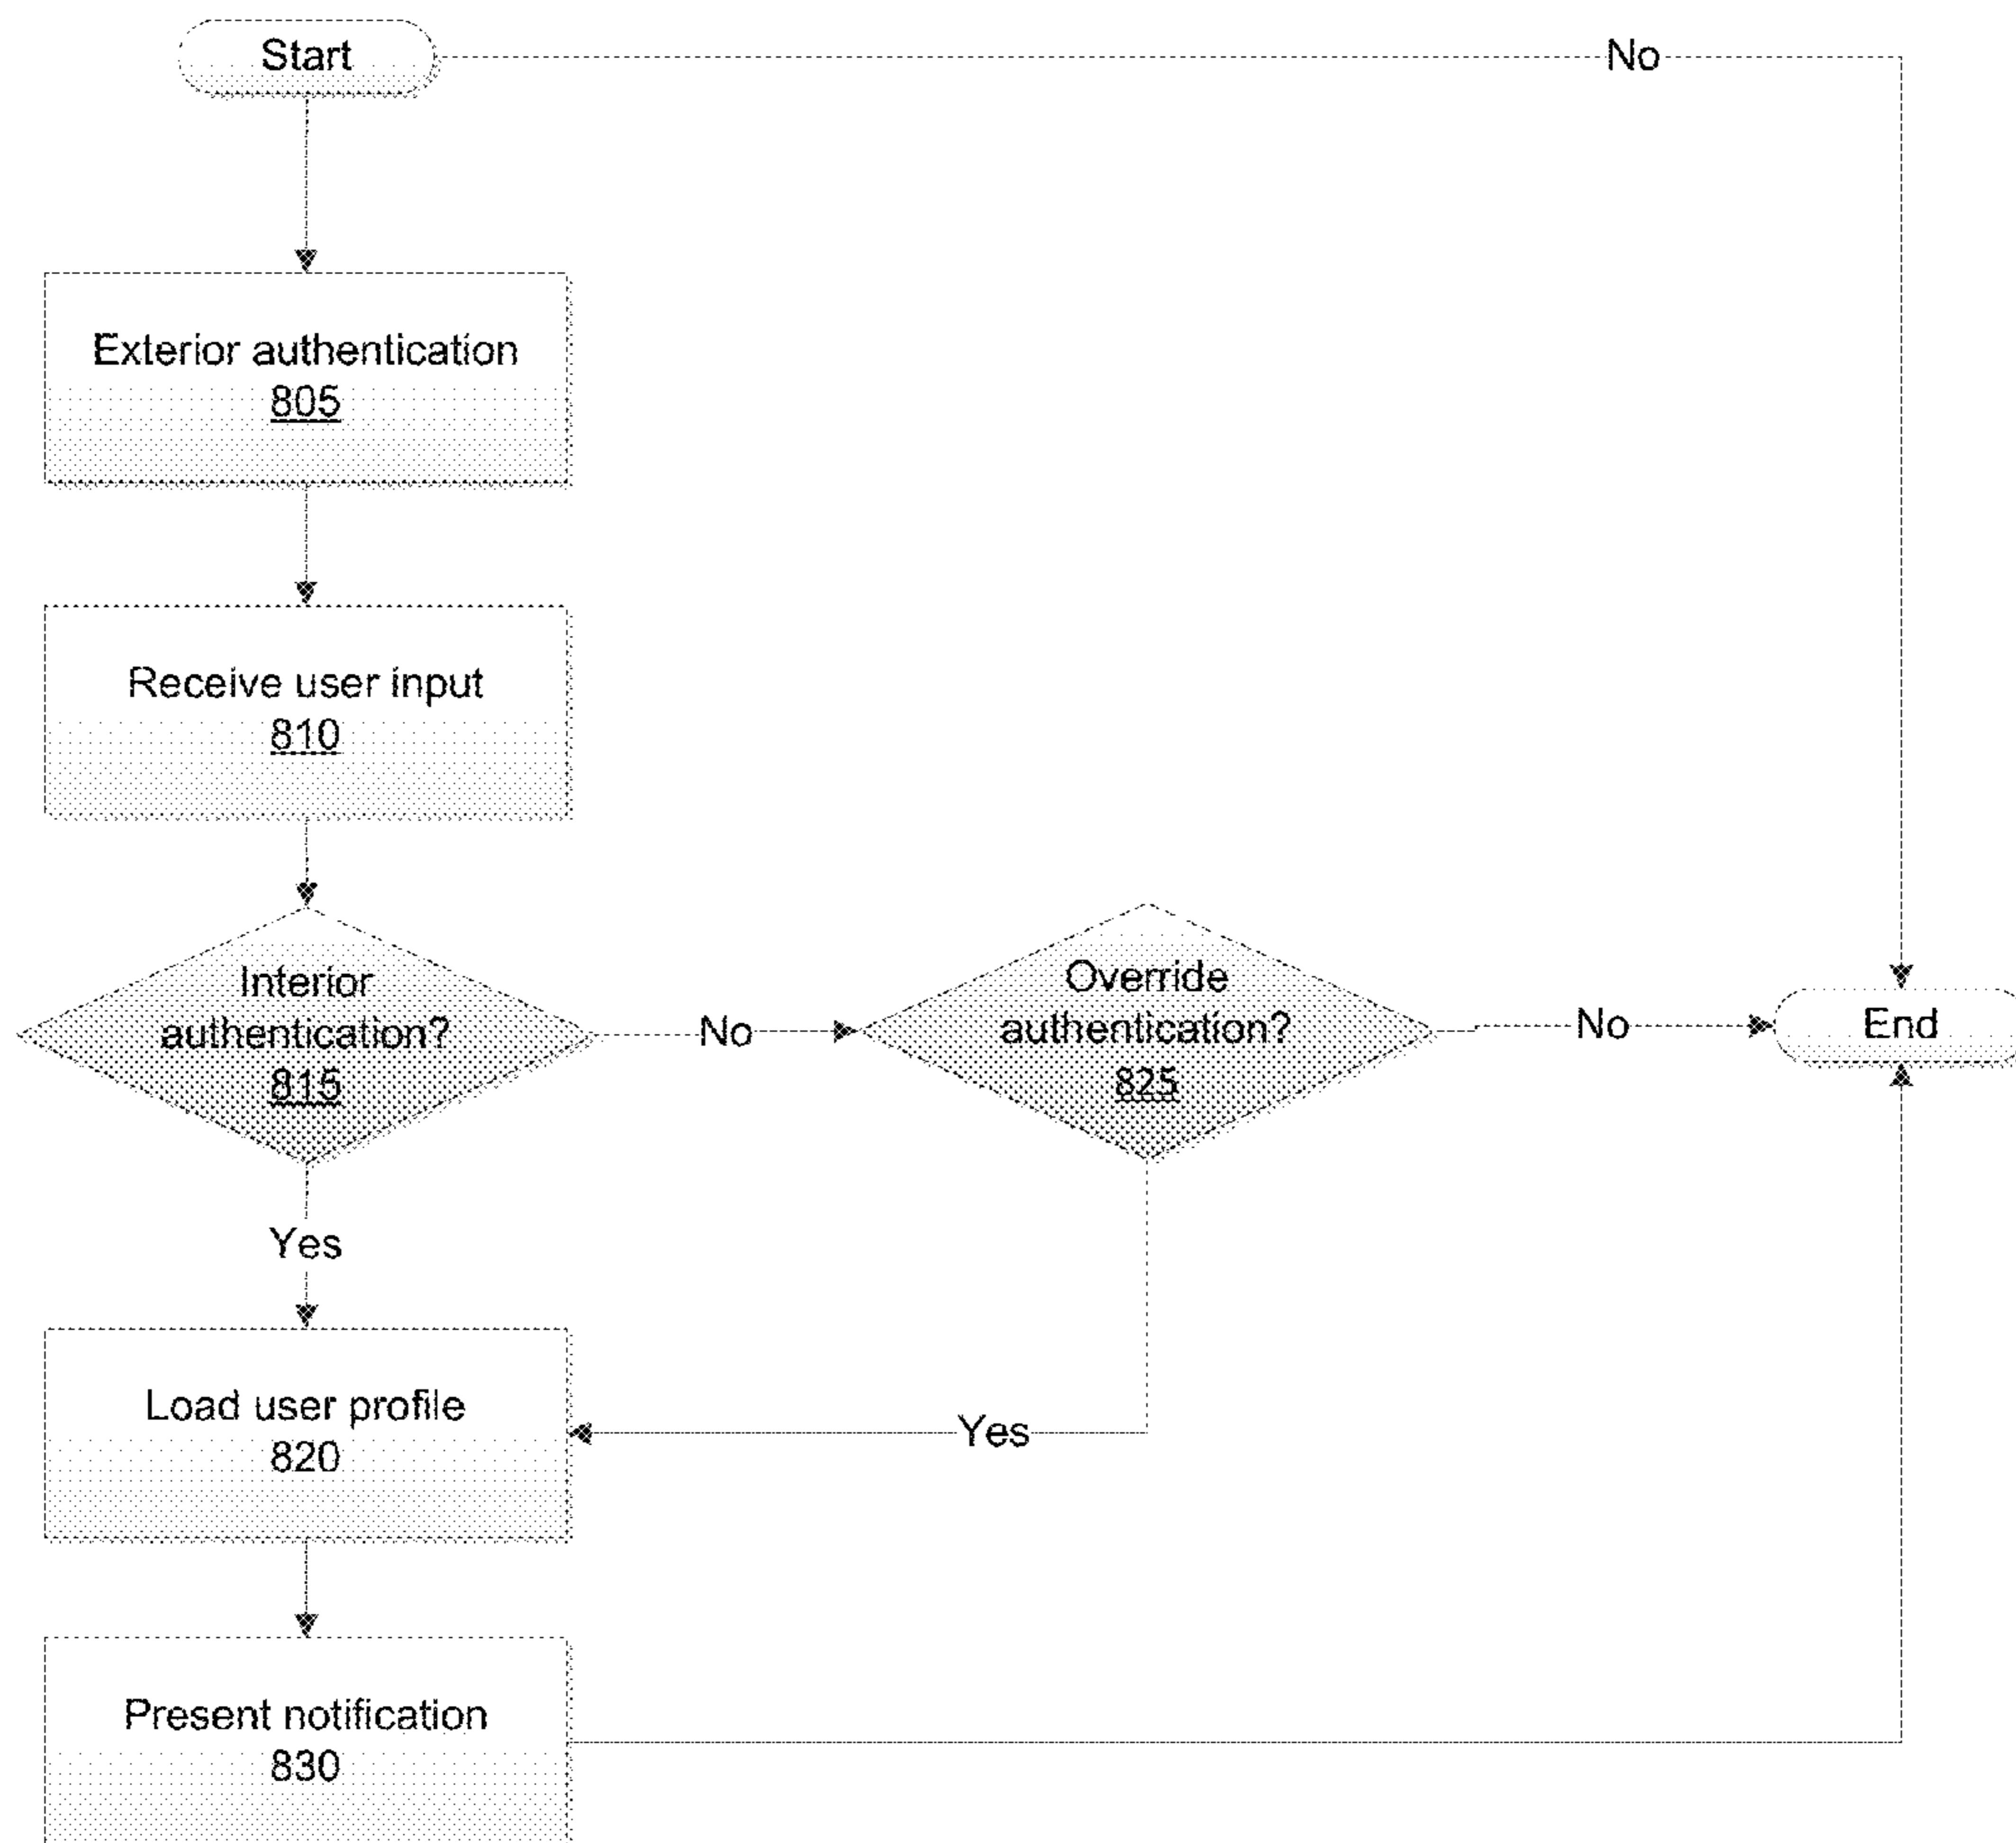 Start
No
Exterior authentication
805
Receive user input
810
Interior
authentication?
815
No
Override
authentication?
825
No
End
Yes
Load user profile
820
Yes
Present notification
830